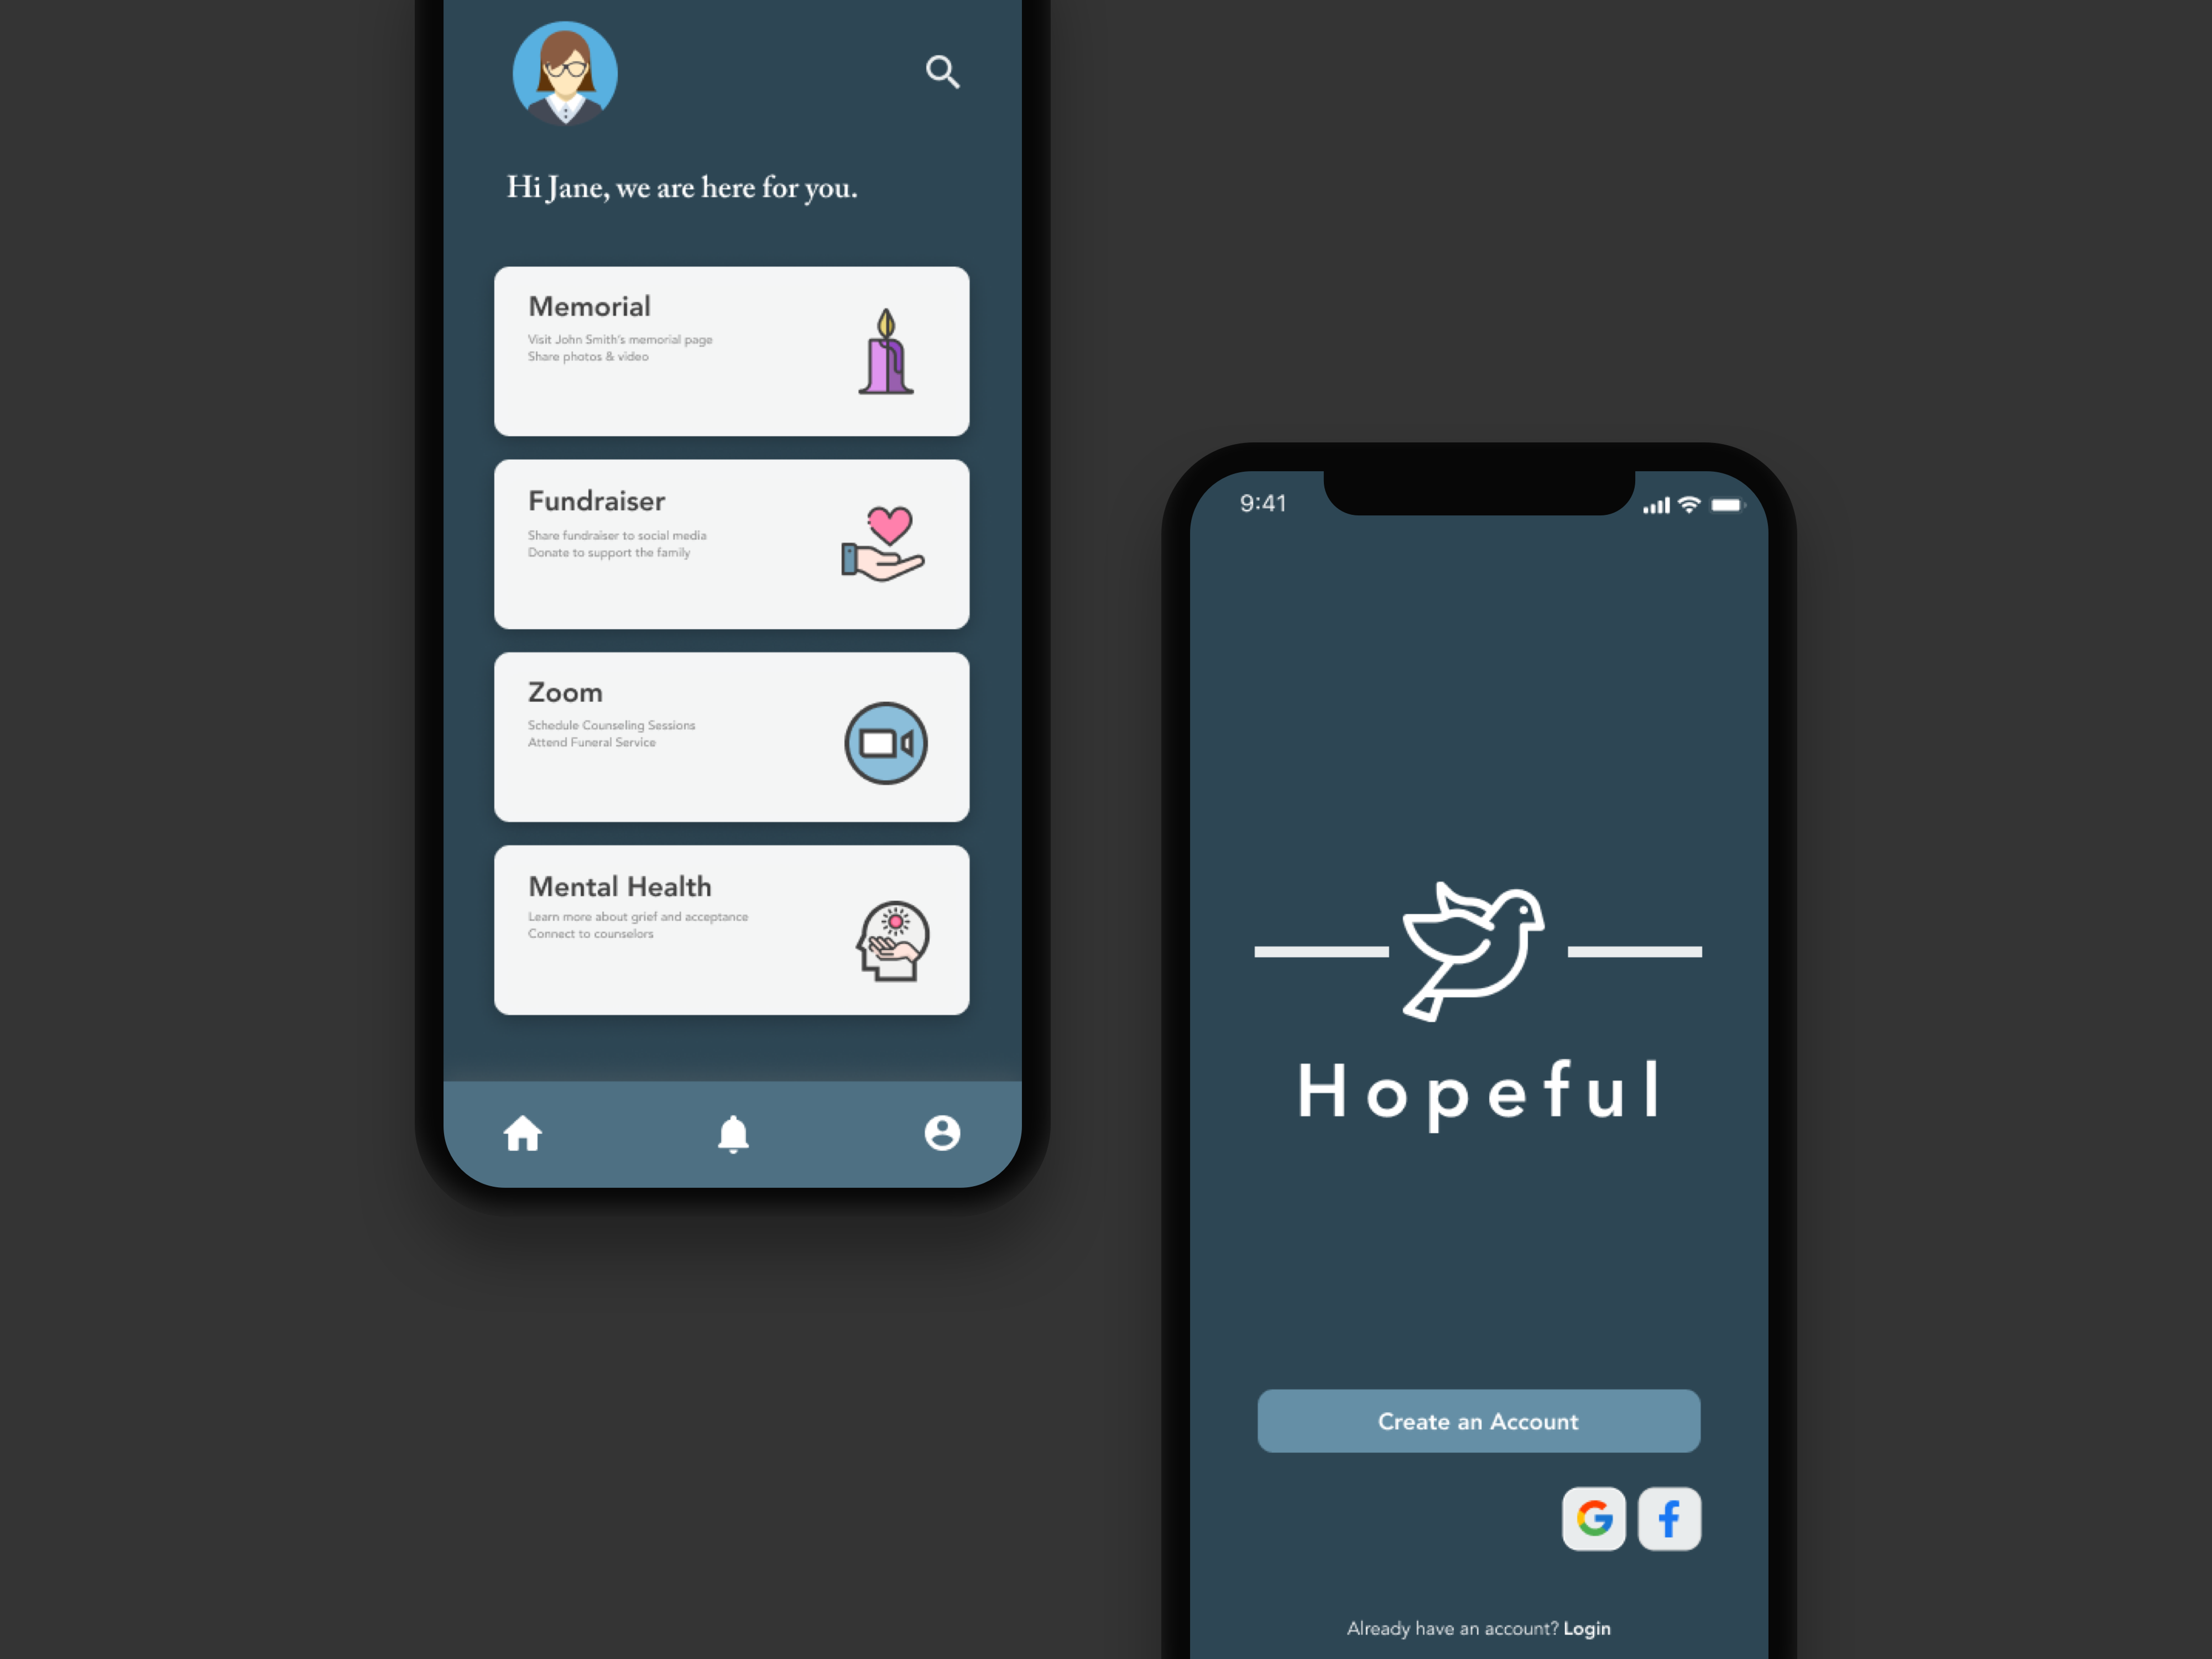 Hi Jane, we are here for you.
Memorial
Visit John Smith's memorial page
Share photos & video
Fundraiser
Share fundraiser to social media
Donate to support the family
Zoom
Schedule Counseling Sessions
Attend Funeral Service
Mental Health
Learn more about grief and acceptance
Connect to counselors
9:41
Hopeful
Create an Account
Already have an account? Login